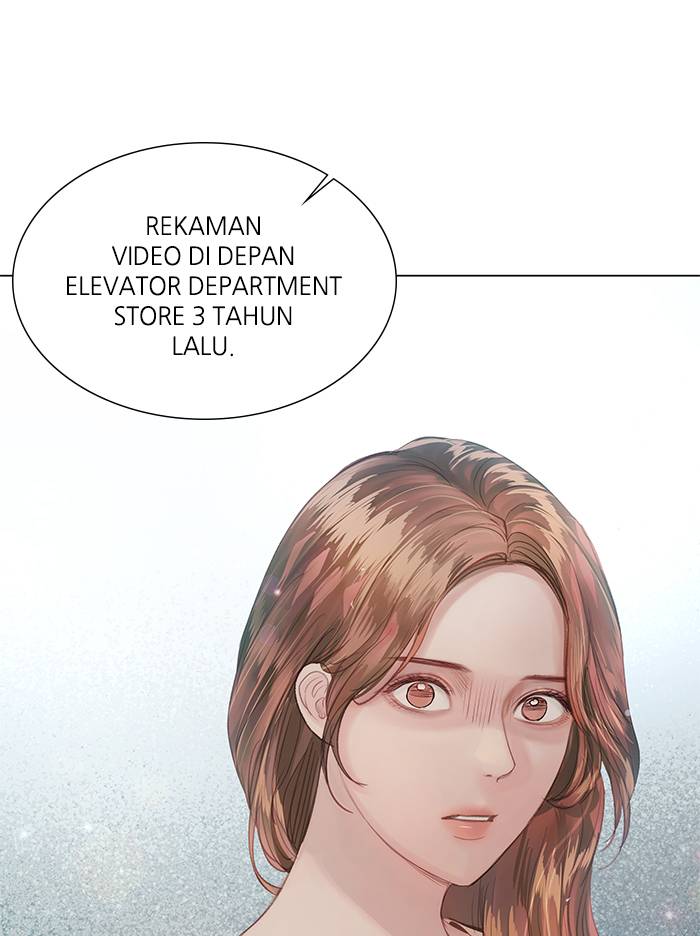 REKAMAN
VIDEO DI DEPAN
ELEVATOR DEPARTMENT
STORE 3 TAHUN
LALU.